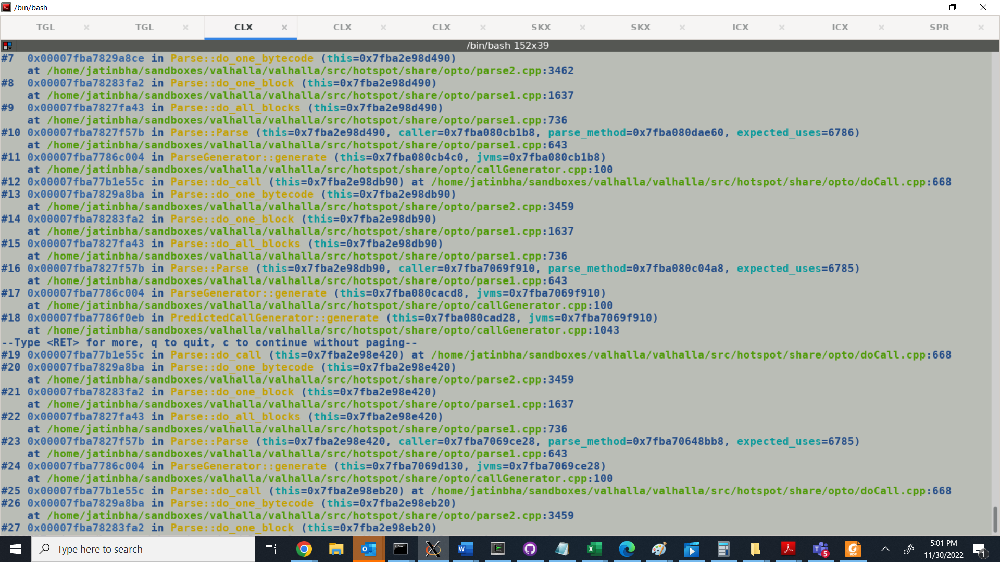 /bin/bash
TGL × TGL × CLX × CLX × CLX × SKX × SKX × ICX × ICX × SPR ×
/bin/bash 152x39
#7  0x00007fba7829a8ce in Parse::do_one_bytecode (this=0x7fba2e98d490)
    at /home/jatinbha/sandboxes/valhalla/valhalla/src/hotspot/share/opto/parse2.cpp:3462
#8  0x00007fba78283fa2 in Parse::do_one_block (this=0x7fba2e98d490)
    at /home/jatinbha/sandboxes/valhalla/valhalla/src/hotspot/share/opto/parse1.cpp:1637
#9  0x00007fba7827fa43 in Parse::do_all_blocks (this=0x7fba2e98d490)
    at /home/jatinbha/sandboxes/valhalla/valhalla/src/hotspot/share/opto/parse1.cpp:736
#10 0x00007fba7827f57b in Parse::Parse (this=0x7fba2e98d490, caller=0x7fba080cb1b8, parse_method=0x7fba080dae60, expected_uses=6786)
    at /home/jatinbha/sandboxes/valhalla/valhalla/src/hotspot/share/opto/parse1.cpp:643
#11 0x00007fba7786c004 in ParseGenerator::generate (this=0x7fba080cb4c0, jvms=0x7fba080cb1b8)
    at /home/jatinbha/sandboxes/valhalla/valhalla/src/hotspot/share/opto/callGenerator.cpp:100
#12 0x00007fba77b1e55c in Parse::do_call (this=0x7fba2e98db90) at /home/jatinbha/sandboxes/valhalla/valhalla/src/hotspot/share/opto/doCall.cpp:668
#13 0x00007fba7829a8ba in Parse::do_one_bytecode (this=0x7fba2e98db90)
    at /home/jatinbha/sandboxes/valhalla/valhalla/src/hotspot/share/opto/parse2.cpp:3459
#14 0x00007fba78283fa2 in Parse::do_one_block (this=0x7fba2e98db90)
    at /home/jatinbha/sandboxes/valhalla/valhalla/src/hotspot/share/opto/parse1.cpp:1637
#15 0x00007fba7827fa43 in Parse::do_all_blocks (this=0x7fba2e98db90)
    at /home/jatinbha/sandboxes/valhalla/valhalla/src/hotspot/share/opto/parse1.cpp:736
#16 0x00007fba7827f57b in Parse::Parse (this=0x7fba2e98db90, caller=0x7fba7069f910, parse_method=0x7fba080c04a8, expected_uses=6785)
    at /home/jatinbha/sandboxes/valhalla/valhalla/src/hotspot/share/opto/parse1.cpp:643
#17 0x00007fba7786c004 in ParseGenerator::generate (this=0x7fba080cacd8, jvms=0x7fba7069f910)
    at /home/jatinbha/sandboxes/valhalla/valhalla/src/hotspot/share/opto/callGenerator.cpp:100
#18 0x00007fba7786f0eb in PredictedCallGenerator::generate (this=0x7fba080cad28, jvms=0x7fba7069f910)
    at /home/jatinbha/sandboxes/valhalla/valhalla/src/hotspot/share/opto/callGenerator.cpp:1043
--Type <RET> for more, q to quit, c to continue without paging--
#19 0x00007fba77b1e55c in Parse::do_call (this=0x7fba2e98e420) at /home/jatinbha/sandboxes/valhalla/valhalla/src/hotspot/share/opto/doCall.cpp:668
#20 0x00007fba7829a8ba in Parse::do_one_bytecode (this=0x7fba2e98e420)
    at /home/jatinbha/sandboxes/valhalla/valhalla/src/hotspot/share/opto/parse2.cpp:3459
#21 0x00007fba78283fa2 in Parse::do_one_block (this=0x7fba2e98e420)
    at /home/jatinbha/sandboxes/valhalla/valhalla/src/hotspot/share/opto/parse1.cpp:1637
#22 0x00007fba7827fa43 in Parse::do_all_blocks (this=0x7fba2e98e420)
    at /home/jatinbha/sandboxes/valhalla/valhalla/src/hotspot/share/opto/parse1.cpp:736
#23 0x00007fba7827f57b in Parse::Parse (this=0x7fba2e98e420, caller=0x7fba7069ce28, parse_method=0x7fba70648bb8, expected_uses=6785)
    at /home/jatinbha/sandboxes/valhalla/valhalla/src/hotspot/share/opto/parse1.cpp:643
#24 0x00007fba7786c004 in ParseGenerator::generate (this=0x7fba7069d130, jvms=0x7fba7069ce28)
    at /home/jatinbha/sandboxes/valhalla/valhalla/src/hotspot/share/opto/callGenerator.cpp:100
#25 0x00007fba77b1e55c in Parse::do_call (this=0x7fba2e98eb20) at /home/jatinbha/sandboxes/valhalla/valhalla/src/hotspot/share/opto/doCall.cpp:668
#26 0x00007fba7829a8ba in Parse::do_one_bytecode (this=0x7fba2e98eb20)
    at /home/jatinbha/sandboxes/valhalla/valhalla/src/hotspot/share/opto/parse2.cpp:3459
#27 0x00007fba78283fa2 in Parse::do_one_block (this=0x7fba2e98eb20)
Type here to search
5
PDF
5:01 PM
11/30/2022
1